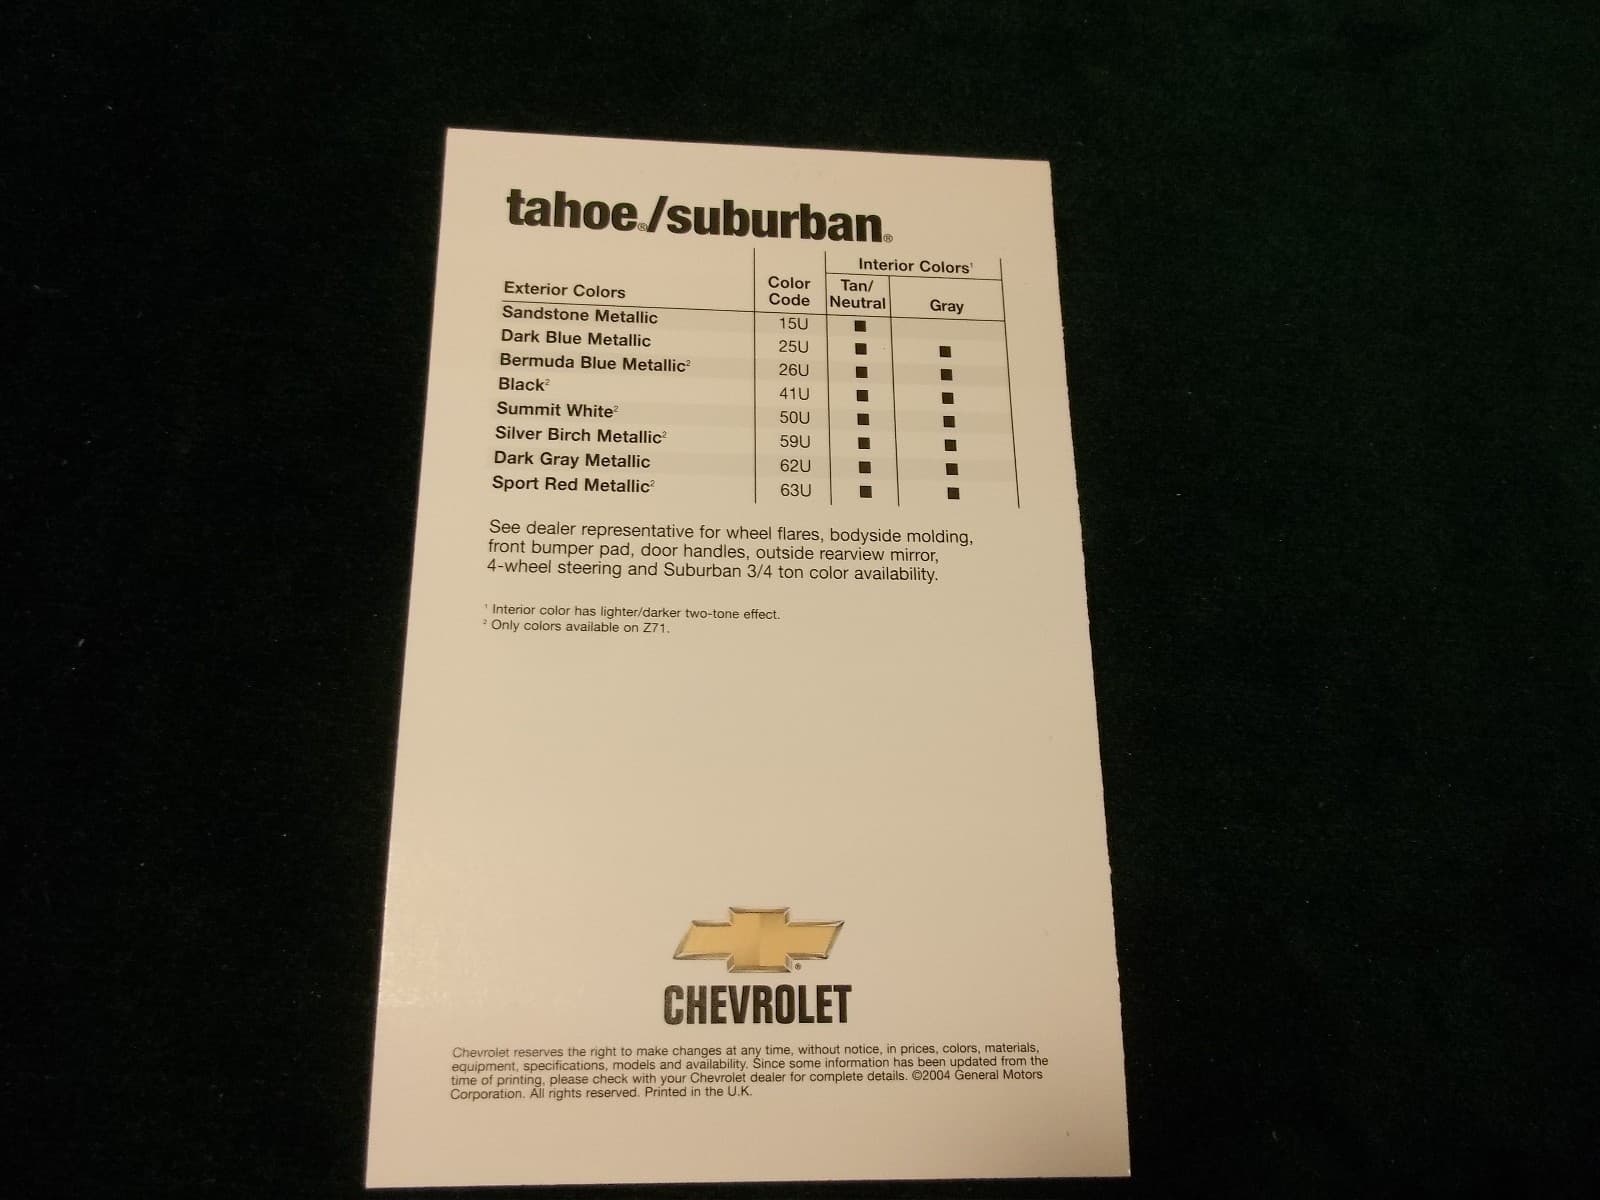 tahoe®/suburban®
Interior Colors¹
Exterior Colors Color Code Tan/ Neutral Gray
Sandstone Metallic 15U ■
Dark Blue Metallic 25U ■ ■
Bermuda Blue Metallic² 26U ■ ■
Black² 41U ■ ■
Summit White² 50U ■ ■
Silver Birch Metallic² 59U ■ ■
Dark Gray Metallic 62U ■ ■
Sport Red Metallic² 63U ■ ■
See dealer representative for wheel flares, bodyside molding,
front bumper pad, door handles, outside rearview mirror,
4-wheel steering and Suburban 3/4 ton color availability.
¹ Interior color has lighter/darker two-tone effect.
² Only colors available on Z71.
®
CHEVROLET
Chevrolet reserves the right to make changes at any time, without notice, in prices, colors, materials,
equipment, specifications, models and availability. Since some information has been updated from the
time of printing, please check with your Chevrolet dealer for complete details. ©2004 General Motors
Corporation. All rights reserved. Printed in the U.K.